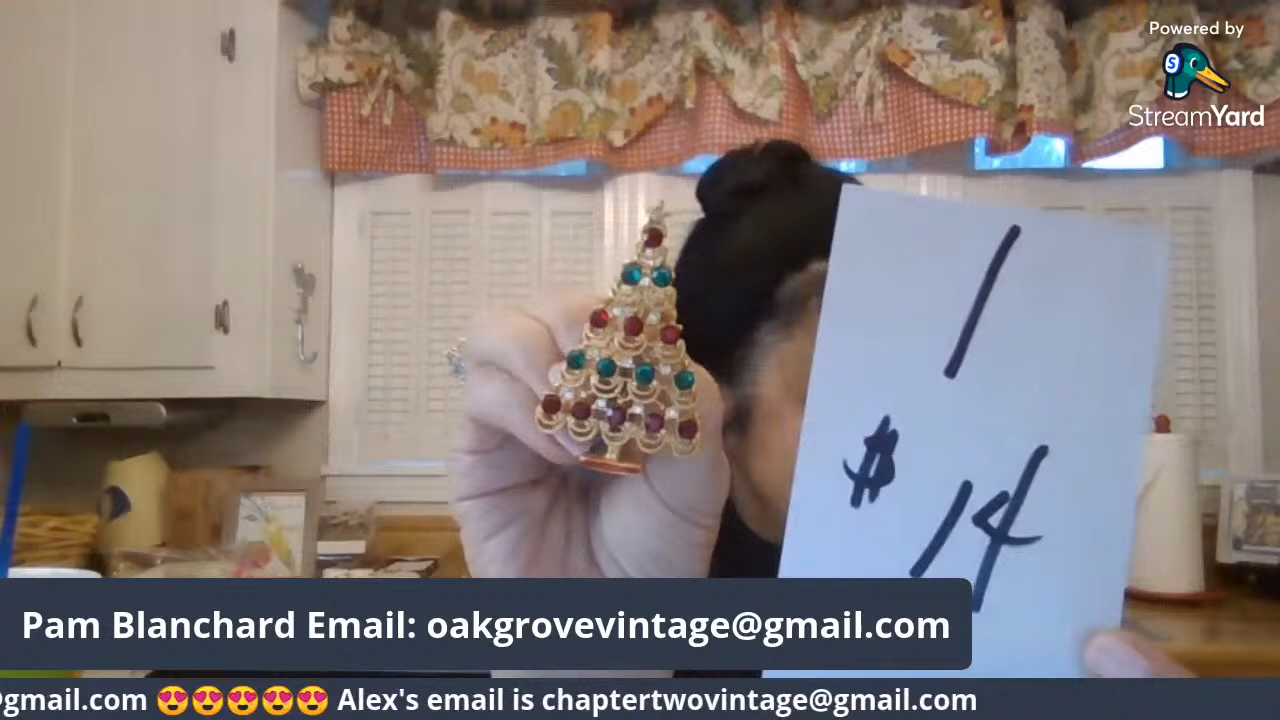 Powered by
S
StreamYard
1
$ 14
Pam Blanchard Email: oakgrovevintage@gmail.com
@gmail.com 😍😍😍😍😍 Alex's email is chaptertwovintage@gmail.com